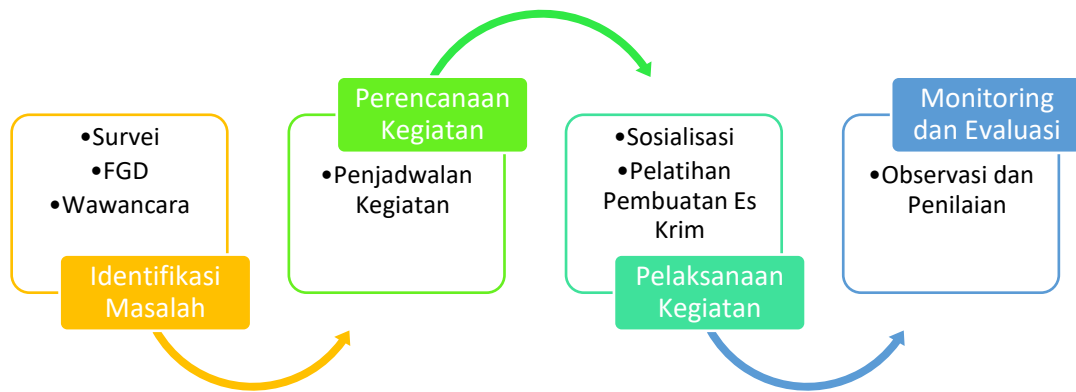 •Survei
•FGD
•Wawancara
Identifikasi
Masalah
Perencanaan
Kegiatan
•Penjadwalan
Kegiatan
•Sosialisasi
•Pelatihan
Pembuatan Es
Krim
Pelaksanaan
Kegiatan
Monitoring
dan Evaluasi
•Observasi dan
Penilaian